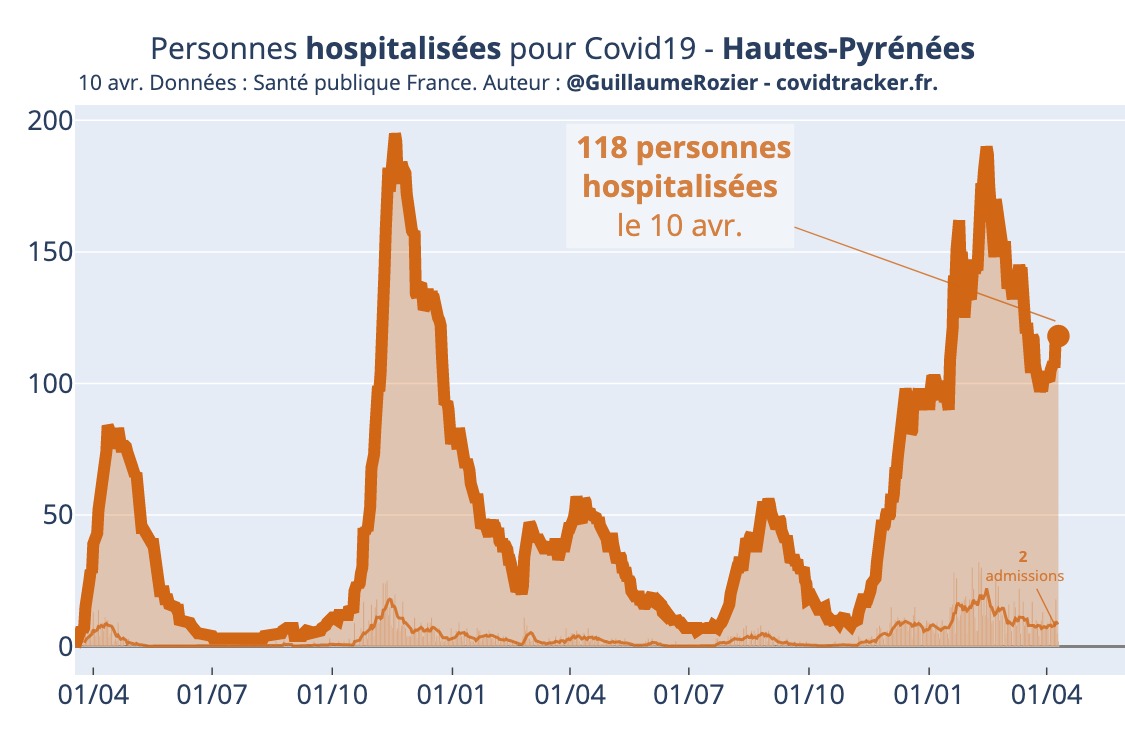 Personnes hospitalisées pour Covid19 - Hautes-Pyrénées
10 avr. Données : Santé publique France. Auteur : @GuillaumeRozier - covidtracker.fr.
200
118 personnes
hospitalisées
le 10 avr.
150
100
50
2
admissions
0
01/04 01/07 01/10 01/01 01/04 01/07 01/10 01/01 01/04